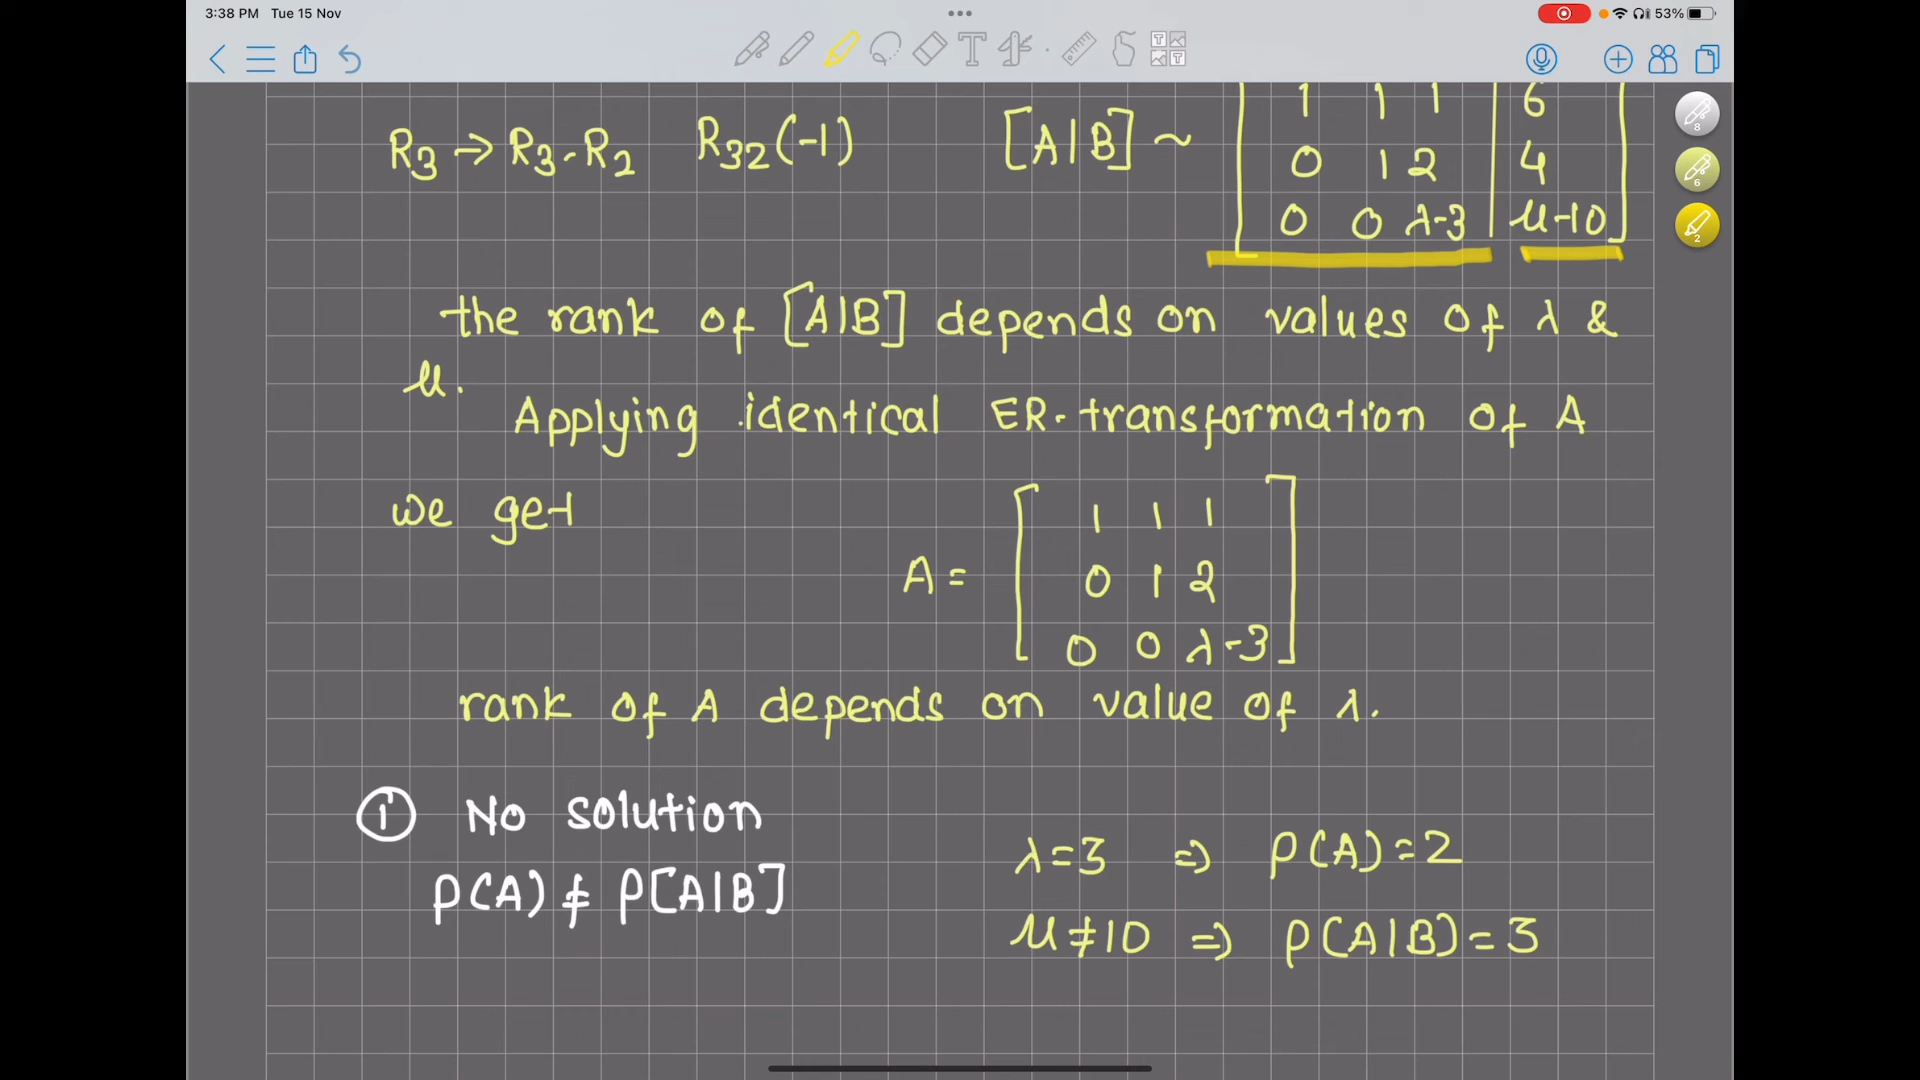 3:38 PM Tue 15 Nov
53%
1 1 1 | 6
R3 → R3 - R2 R32(-1) [A|B] ~ 0 1 2 | 4
0 0 λ-3 | μ-10
8
6
2
the rank of [A|B] depends on values of λ &
μ.
Applying identical ER-transformation of A
we get
1 1 1
A = 0 1 2
0 0 λ-3
rank of A depends on value of λ.
① No solution
λ=3 ⇒ ρ(A)=2
ρ(A) ≠ ρ[A|B]
μ≠10 ⇒ ρ(A|B)=3